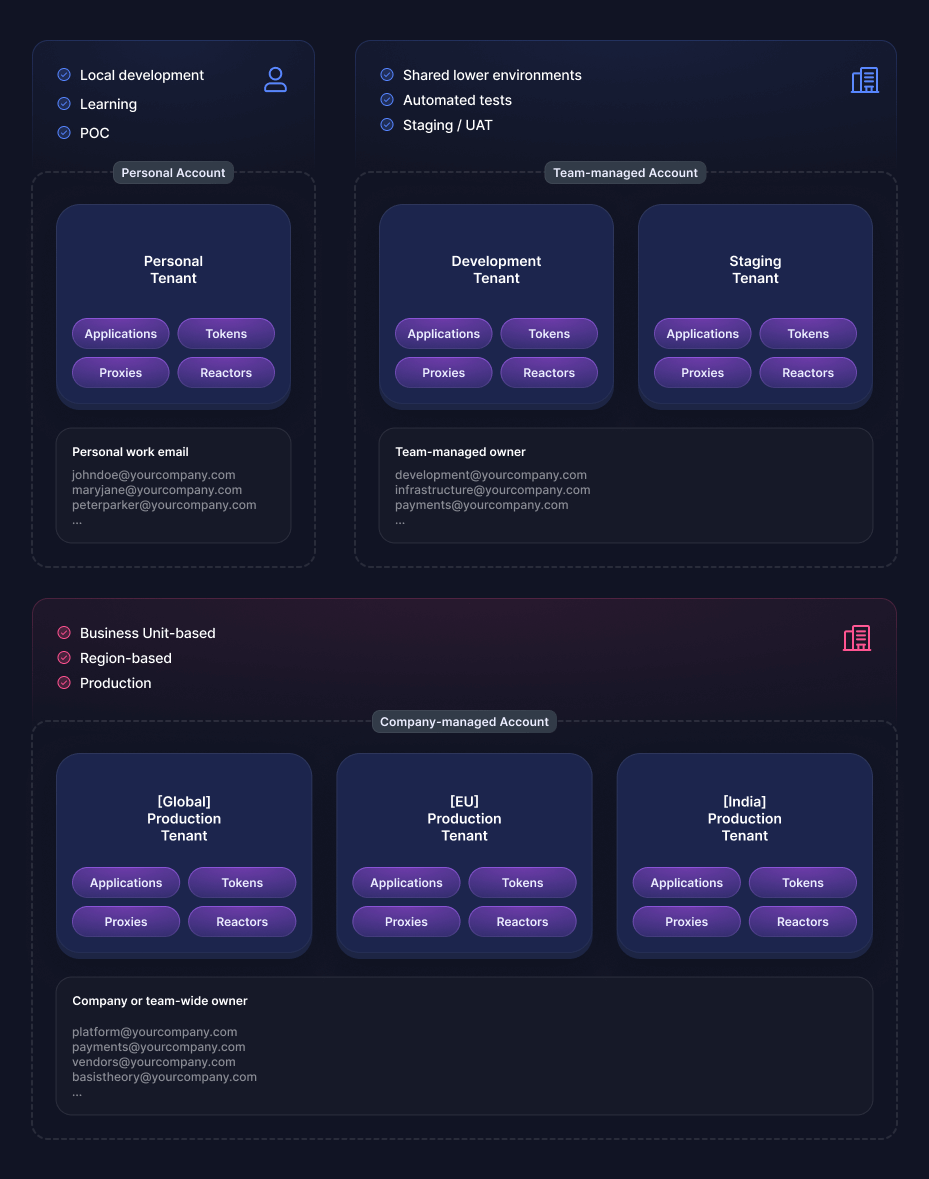 Local development
Learning
POC
Personal Account
Personal
Tenant
Applications
Tokens
Proxies
Reactors
Personal work email
johndoe@yourcompany.com
maryjane@yourcompany.com
peterparker@yourcompany.com
...
Shared lower environments
Automated tests
Staging / UAT
Team-managed Account
Development
Tenant
Applications
Tokens
Proxies
Reactors
Staging
Tenant
Applications
Tokens
Proxies
Reactors
Team-managed owner
development@yourcompany.com
infrastructure@yourcompany.com
payments@yourcompany.com
...
Business Unit-based
Region-based
Production
Company-managed Account
[Global]
Production
Tenant
Applications
Tokens
Proxies
Reactors
[EU]
Production
Tenant
Applications
Tokens
Proxies
Reactors
[India]
Production
Tenant
Applications
Tokens
Proxies
Reactors
Company or team-wide owner
platform@yourcompany.com
payments@yourcompany.com
vendors@yourcompany.com
basistheory@yourcompany.com
...